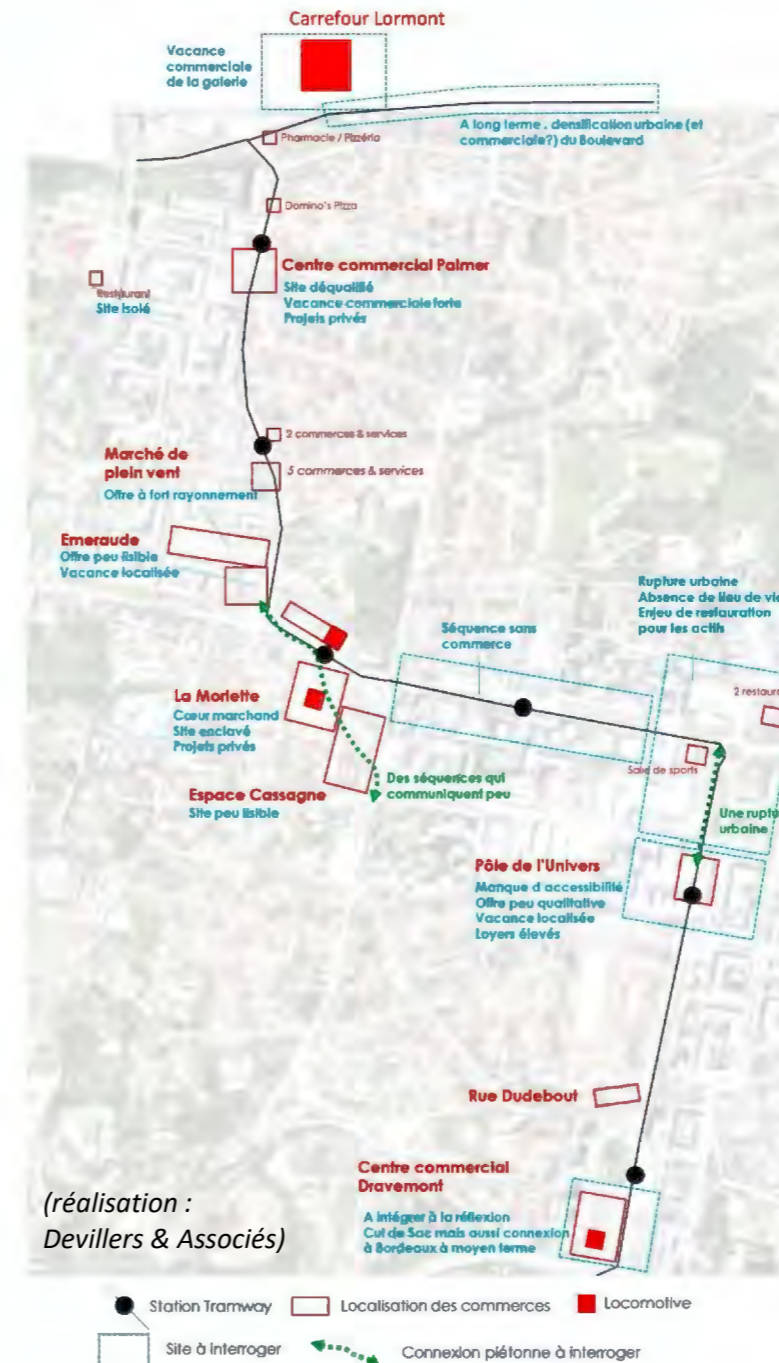 Carrefour Lormont
Vacance
commerciale
de la galerie
A long terme . densification urbaine (et
commerciale?) du Boulevard
Pharmacie / Pizzéria
Domino's Pizza
Centre commercial Palmer
Site déqualifié
Vacance commerciale forte
Projets privés
Restaurant
Site isolé
2 commerces & services
Marché de
plein vent
5 commerces & services
Offre à fort rayonnement
Emeraude
Offre peu lisible
Vacance localisée
Rupture urbaine
Absence de lieu de vie
Enjeu de restauration
pour les actifs
Séquence sans
commerce
2 restaura
La Morlette
Cœur marchand
Site enclavé
Projets privés
Salle de sports
Des séquences qui
communiquent peu
Espace Cassagne
Site peu lisible
Une ruptu
urbaine
Pôle de l'Univers
Manque d'accessibilité
Offre peu qualitative
Vacance localisée
Loyers élevés
Rue Dudebout
Centre commercial
Dravemont
A intégrer à la réflexion
Cul de Sac mais aussi connexion
à Bordeaux à moyen terme
(réalisation :
Devillers & Associés)
Station Tramway
Localisation des commerces
Locomotive
Site à interroger
Connexion piétonne à interroger